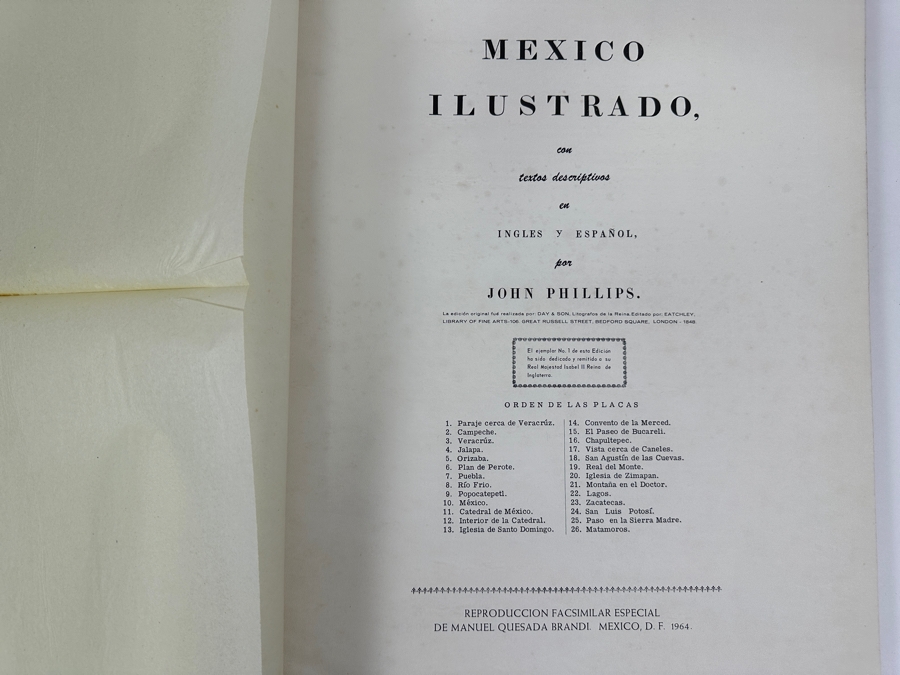 MEXICO
ILUSTRADO,
con
textos descriptivos
en
INGLES Y ESPAÑOL,
por
JOHN PHILLIPS.
La edición original fué realizada por: DAY & SON, Litógrafos de la Reina. Editado por; EATCHLEY,
LIBRARY OF FINE ARTS-106, GREAT RUSSELL STREET, BEDFORD SQUARE, LONDON - 1848
El ejemplar No. 1 de esta Edición
ha sido dedicado y remitido a su
Real Majestad Isabel II Reina de
Inglaterra.
ORDEN DE LAS PLACAS
1. Paraje cerca de Veracrúz.
2. Campeche.
3. Veracrúz.
4. Jalapa.
5. Orizaba.
6. Plan de Perote.
7. Puebla.
8. Río Frio.
9. Popocatepetl.
10. México.
11. Catedral de México.
12. Interior de la Catedral.
13. Iglesia de Santo Domingo.
14. Convento de la Merced.
15. El Paseo de Bucareli.
16. Chapultepec.
17. Vista cerca de Caneles.
18. San Agustín de las Cuevas.
19. Real del Monte.
20. Iglesia de Zimapan.
21. Montaña en el Doctor.
22. Lagos.
23. Zacatecas.
24. San Luis Potosí.
25. Paso en la Sierra Madre.
26. Matamoros.
REPRODUCCION FACSIMILAR ESPECIAL
DE MANUEL QUESADA BRANDI. MEXICO, D. F. 1964.